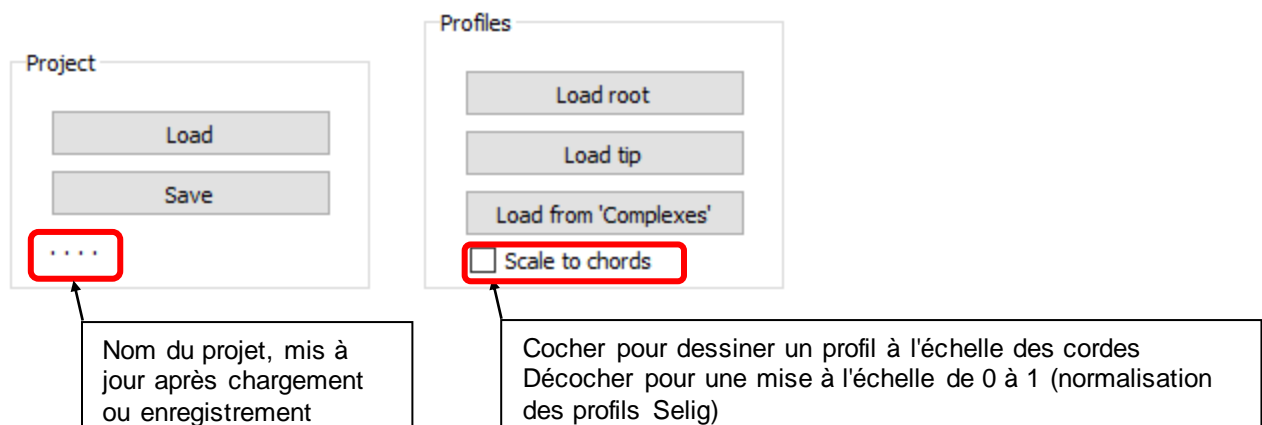 Project
Load
Save
....
Profiles
Load root
Load tip
Load from 'Complexes'
Scale to chords
Nom du projet, mis à
jour après chargement
ou enregistrement
Cocher pour dessiner un profil à l'échelle des cordes
Décocher pour une mise à l'échelle de 0 à 1 (normalisation
des profils Selig)